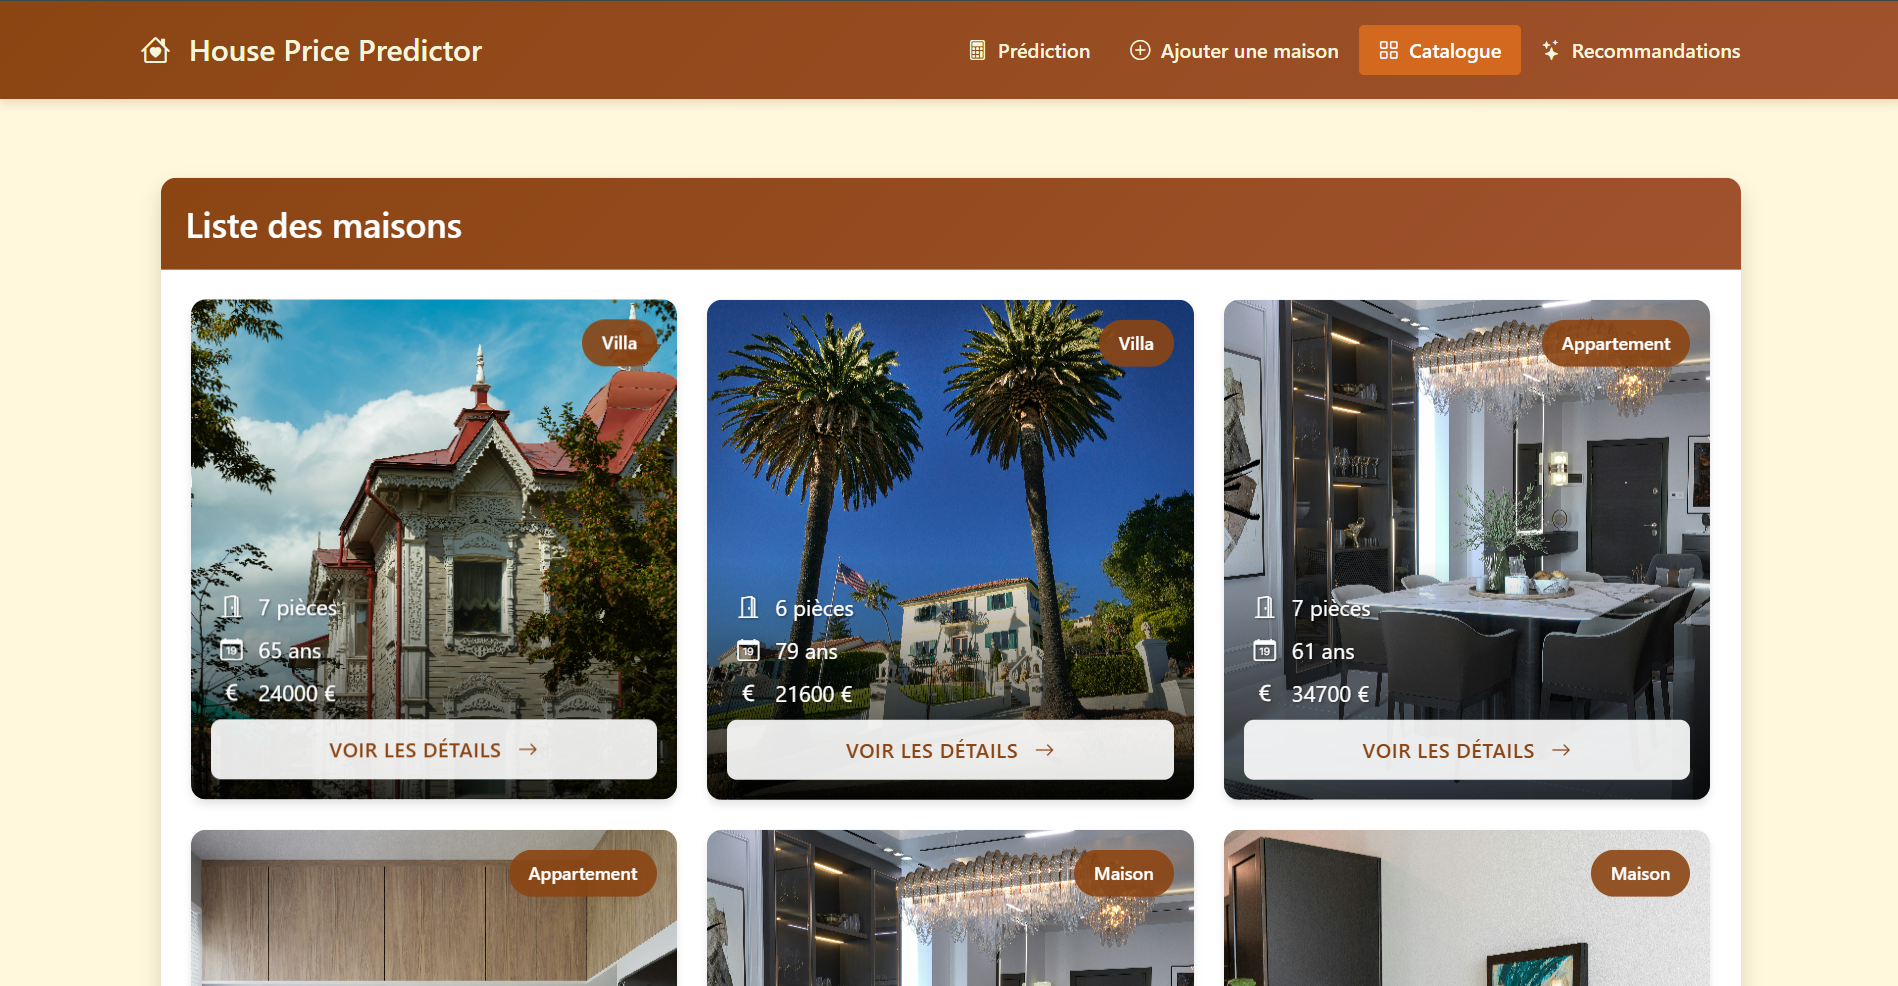 House Price Predictor
Prédiction
Ajouter une maison
Catalogue
Recommandations
Liste des maisons
Villa
7 pièces
19
65 ans
€
24000 €
VOIR LES DÉTAILS →
Villa
6 pièces
19
79 ans
€
21600 €
VOIR LES DÉTAILS →
Appartement
7 pièces
19
61 ans
€
34700 €
VOIR LES DÉTAILS →
Appartement
Maison
Maison